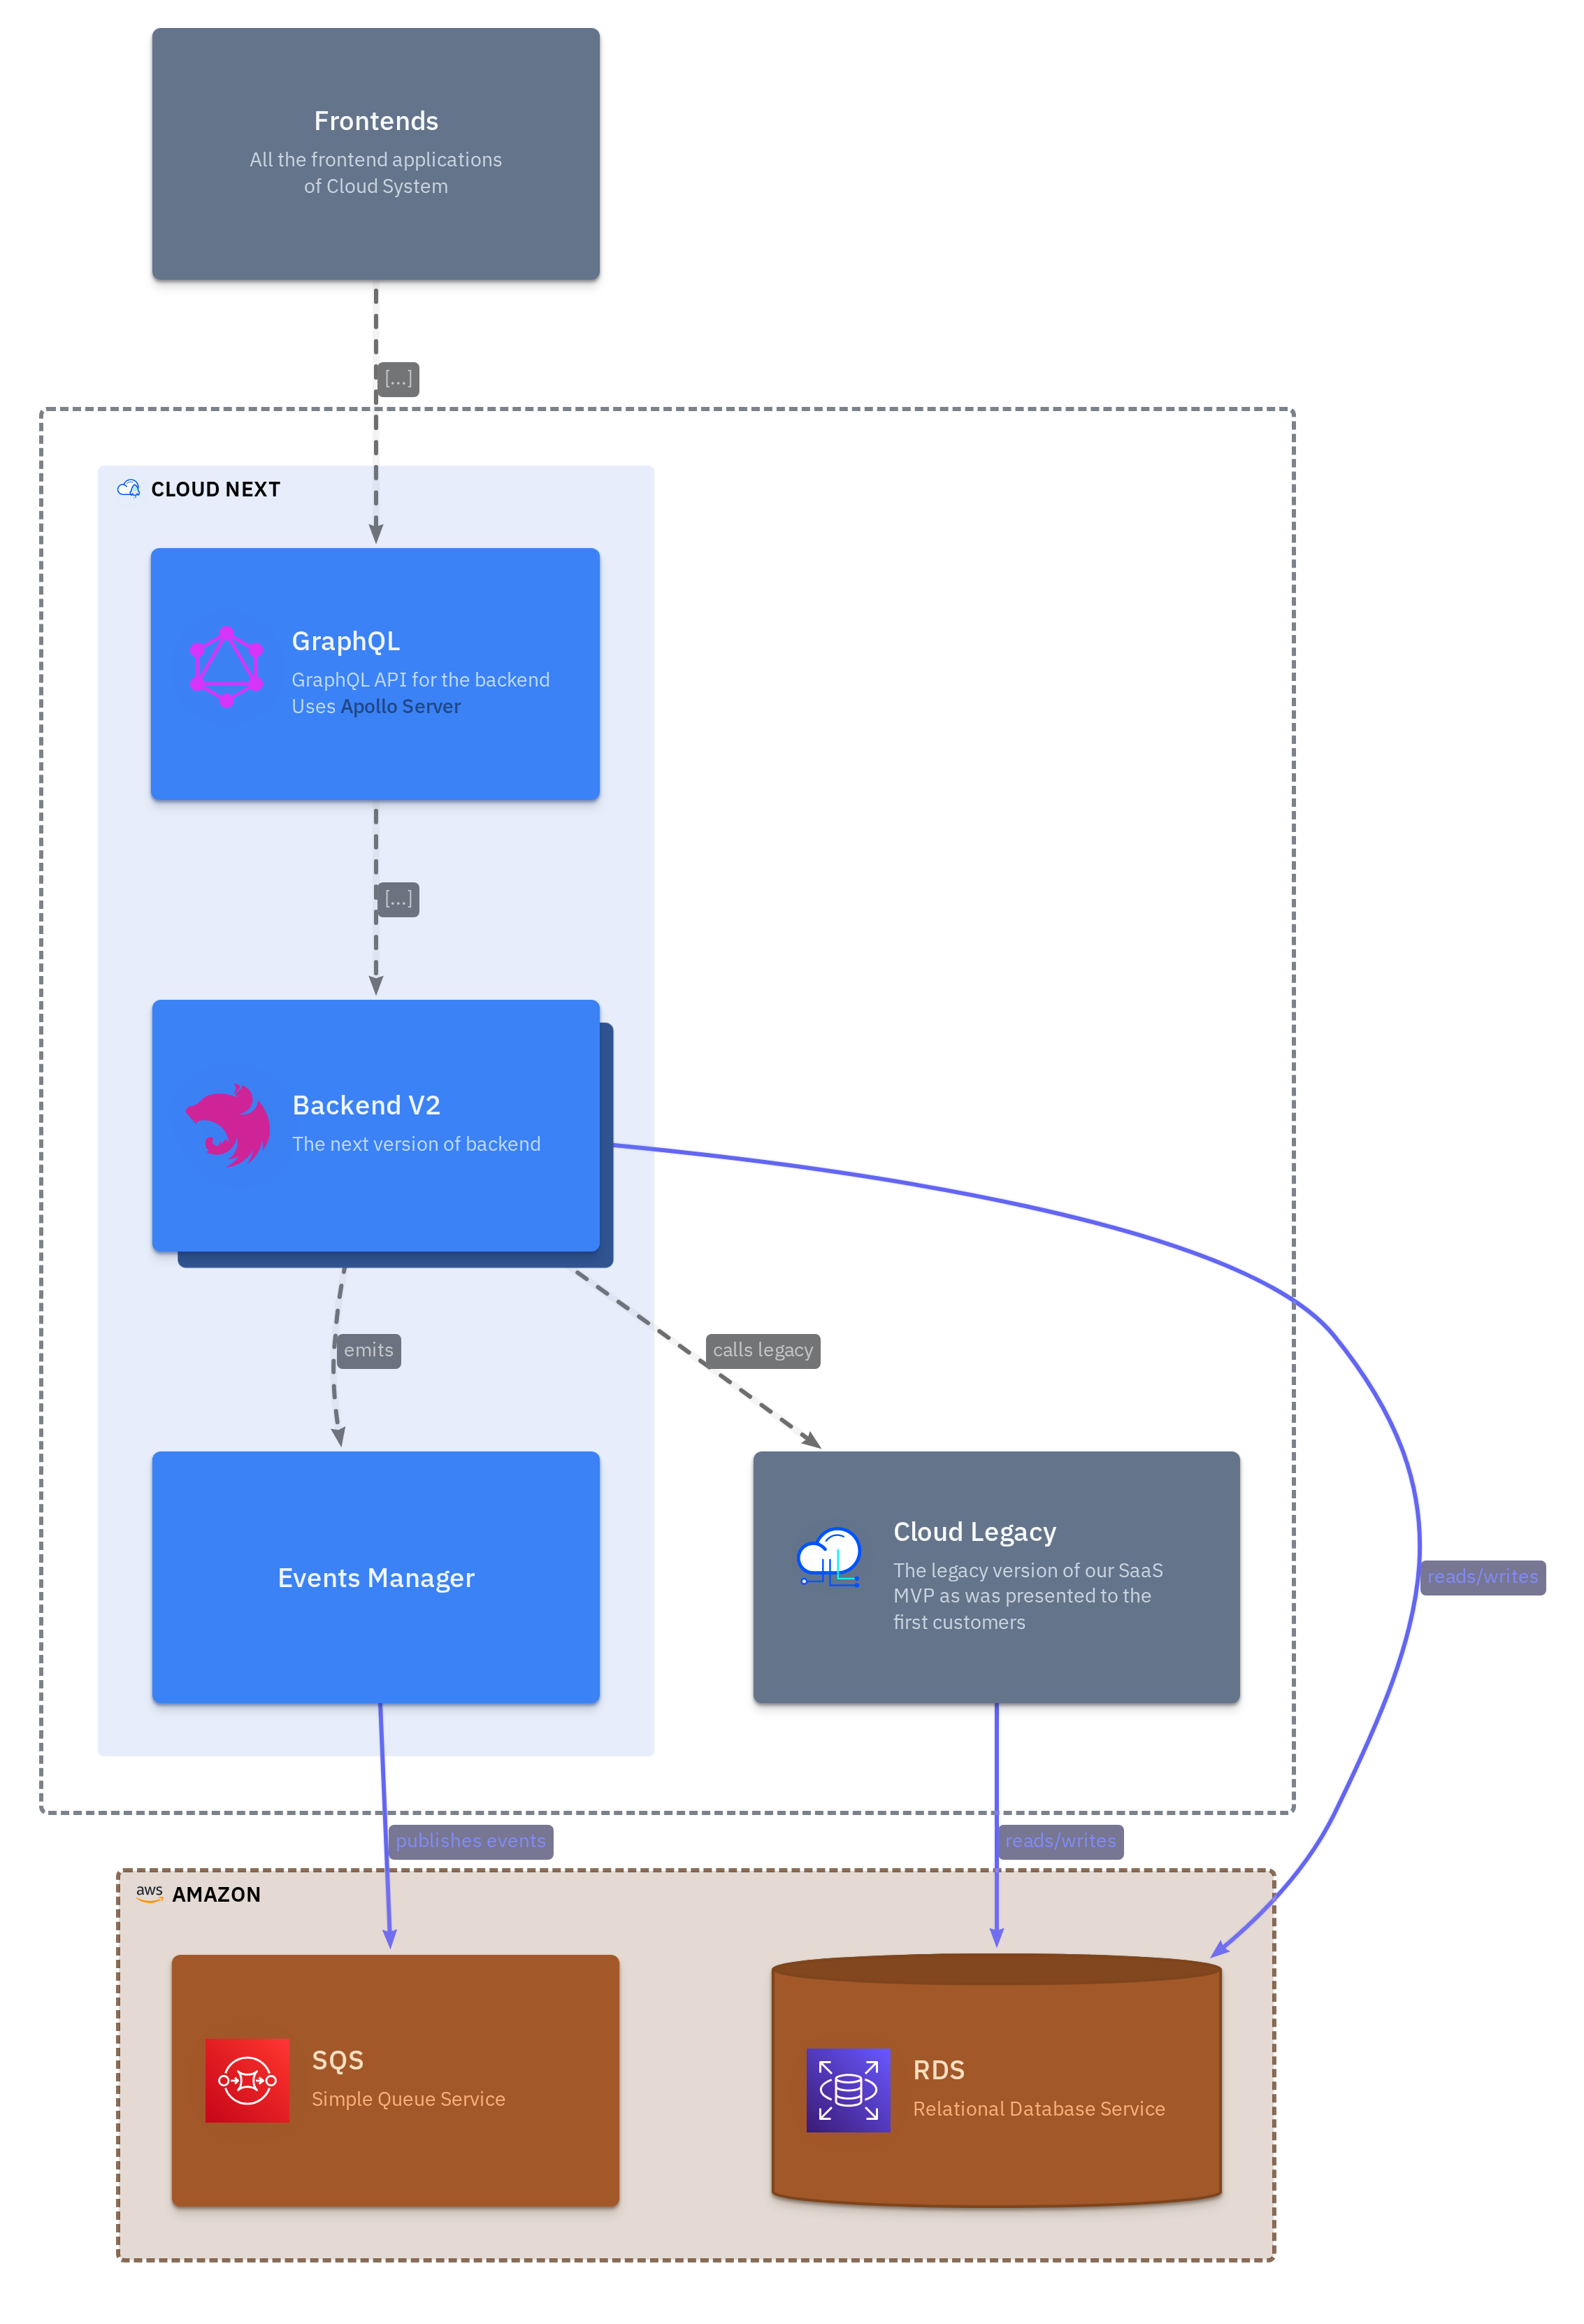 Frontends
All the frontend applications
of Cloud System
[...]
CLOUD NEXT
GraphQL
GraphQL API for the backend
Uses Apollo Server
[...]
Backend V2
The next version of backend
emits
calls legacy
Events Manager
Cloud Legacy
The legacy version of our SaaS
MVP as was presented to the
first customers
reads/writes
publishes events
reads/writes
aws AMAZON
SQS
Simple Queue Service
RDS
Relational Database Service